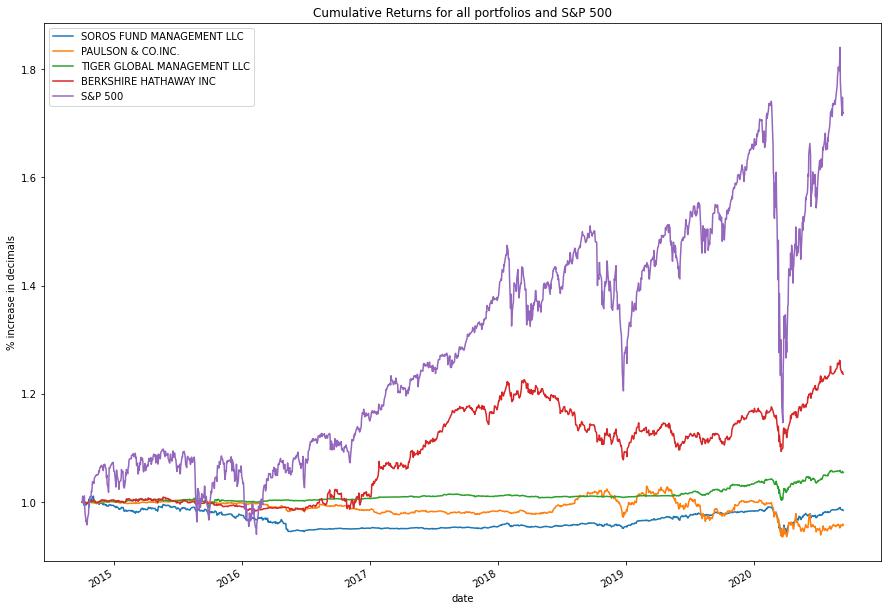 Cumulative Returns for all portfolios and S&P 500
SOROS FUND MANAGEMENT LLC
PAULSON & CO.INC.
TIGER GLOBAL MANAGEMENT LLC
BERKSHIRE HATHAWAY INC
S&P 500
% increase in decimals
1.8
1.6
1.4
1.2
1.0
2015
2016
2017
2018
2019
2020
date